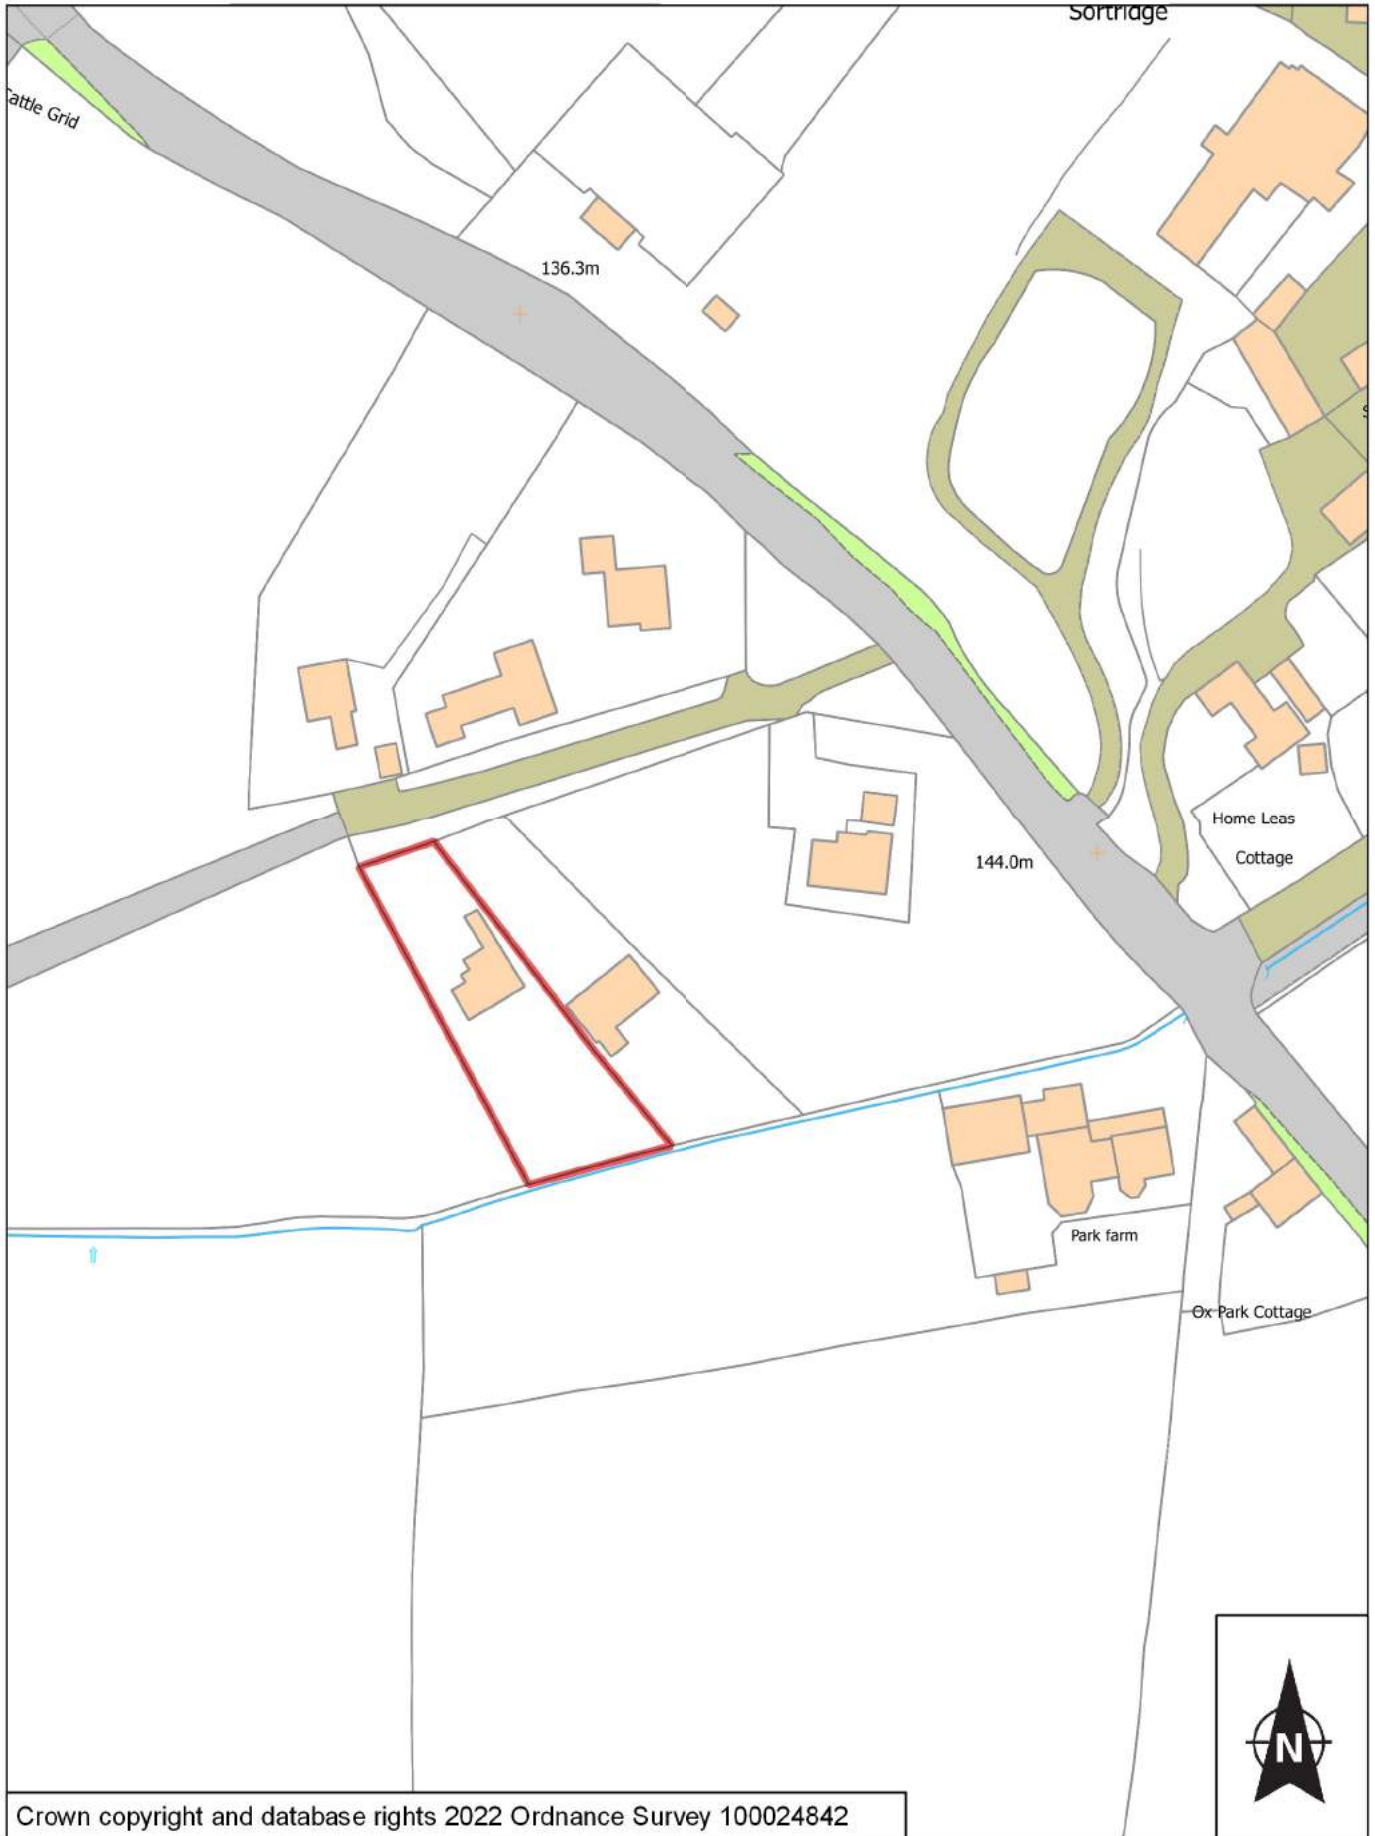 Sortridge
attle Grid
136.3m
144.0m
Home Leas
Cottage
Park farm
Ox Park Cottage
N
Crown copyright and database rights 2022 Ordnance Survey 100024842